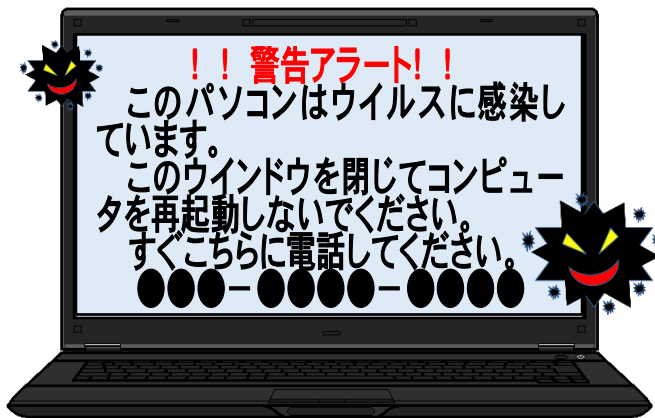 ！！警告アラート！！
　このパソコンはウイルスに感染し
ています。
　このウインドウを閉じてコンピュー
タを再起動しないでください。
　すぐこちらに電話してください。
●●●－●●●●－●●●●